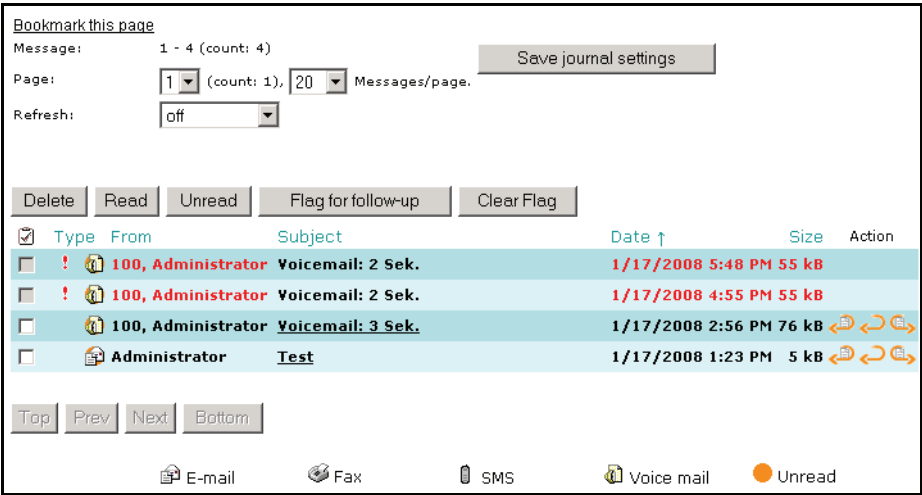 Bookmark this page
Message: 1 - 4 (count: 4)
Save journal settings
Page: 1 (count: 1), 20 Messages/page.
Refresh: off
Delete Read Unread Flag for follow-up Clear Flag
Type From Subject Date ↑ Size Action
! 100, Administrator Voicemail: 2 Sek. 1/17/2008 5:48 PM 55 kB
! 100, Administrator Voicemail: 2 Sek. 1/17/2008 4:55 PM 55 kB
100, Administrator Voicemail: 3 Sek. 1/17/2008 2:56 PM 76 kB
Administrator Test 1/17/2008 1:23 PM 5 kB
Top Prev Next Bottom
E-mail Fax SMS Voice mail Unread